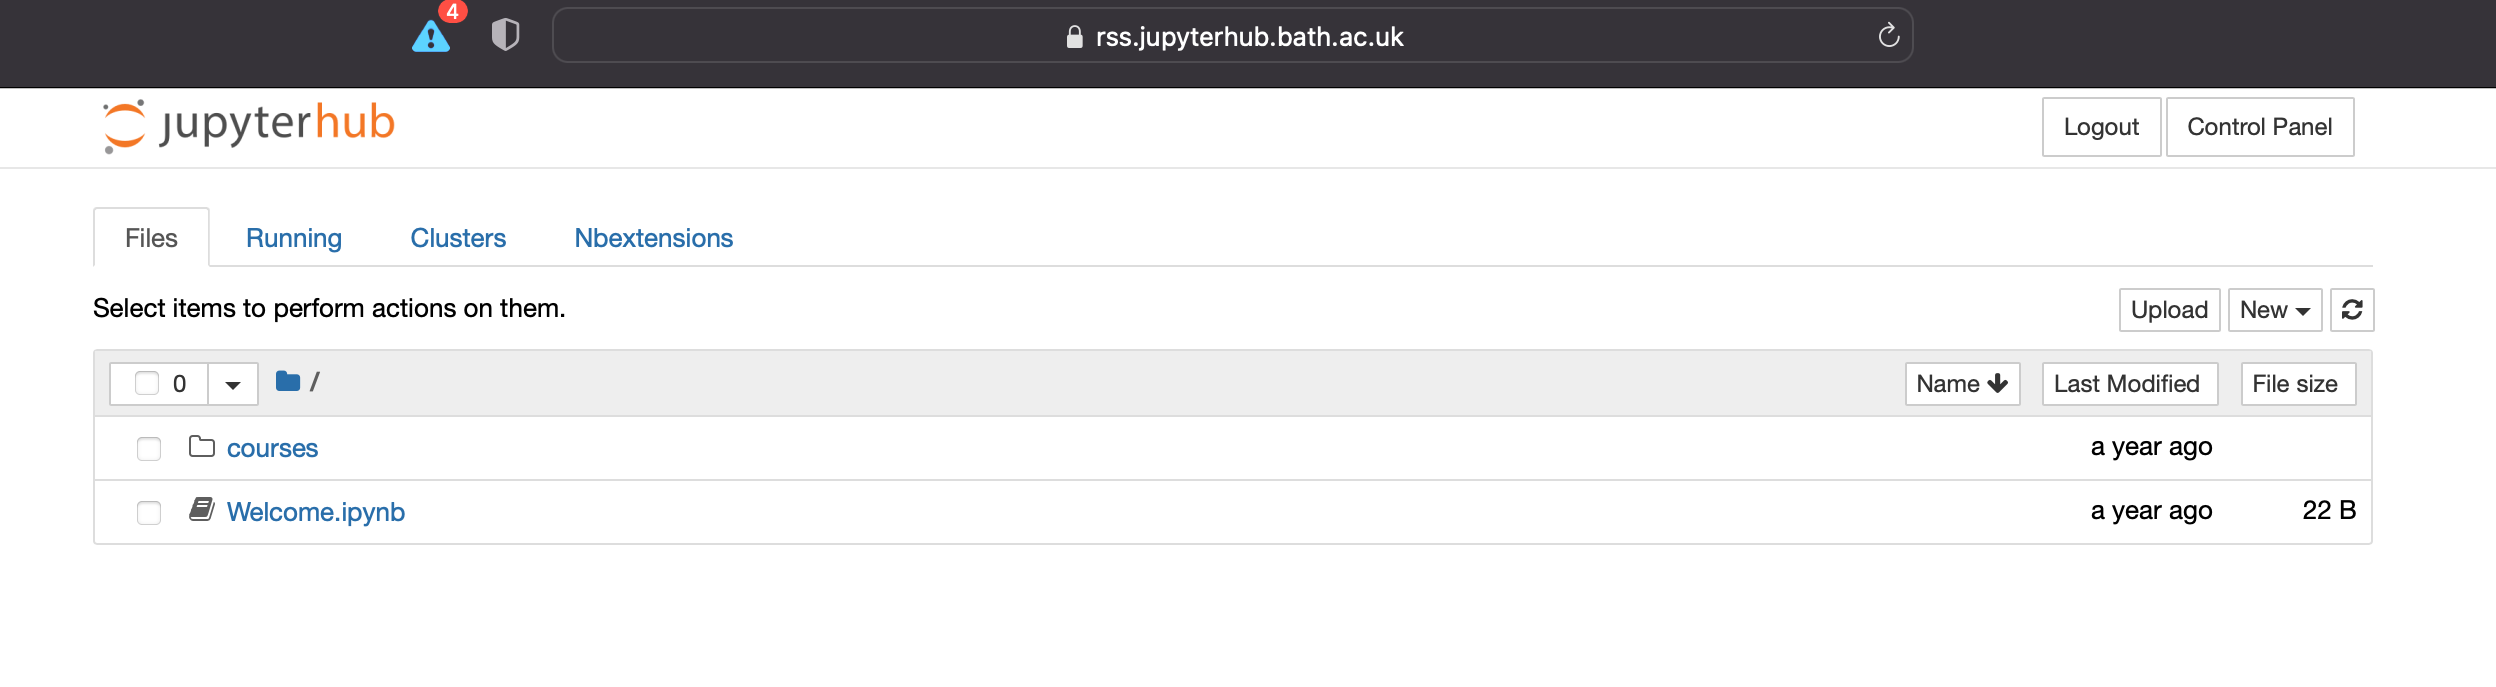 4
rss.jupyterhub.bath.ac.uk
jupyterhub
Logout Control Panel
Files Running Clusters Nbextensions
Select items to perform actions on them.
Upload New
0 / Name Last Modified File size
courses a year ago
Welcome.ipynb a year ago 22 B